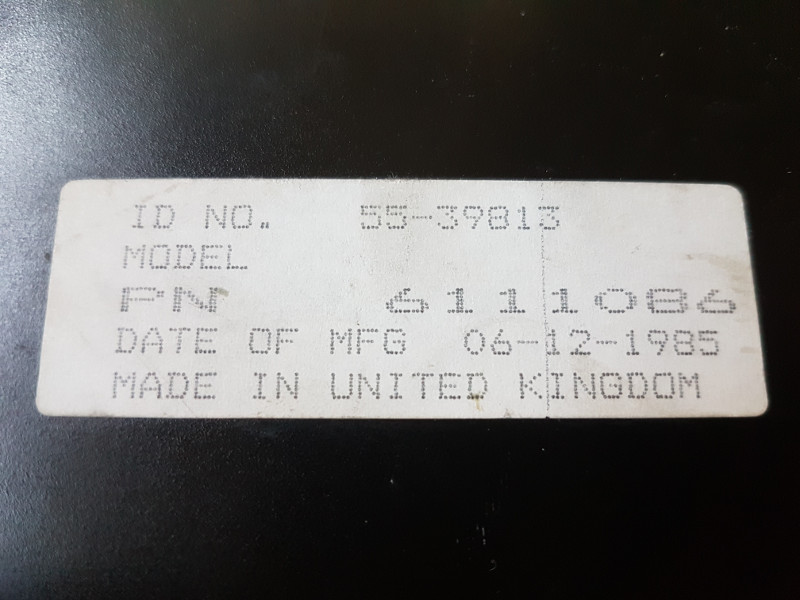 ID NO. 55-39813
MODEL
PN 6111086
DATE OF MFG 06-12-1985
MADE IN UNITED KINGDOM